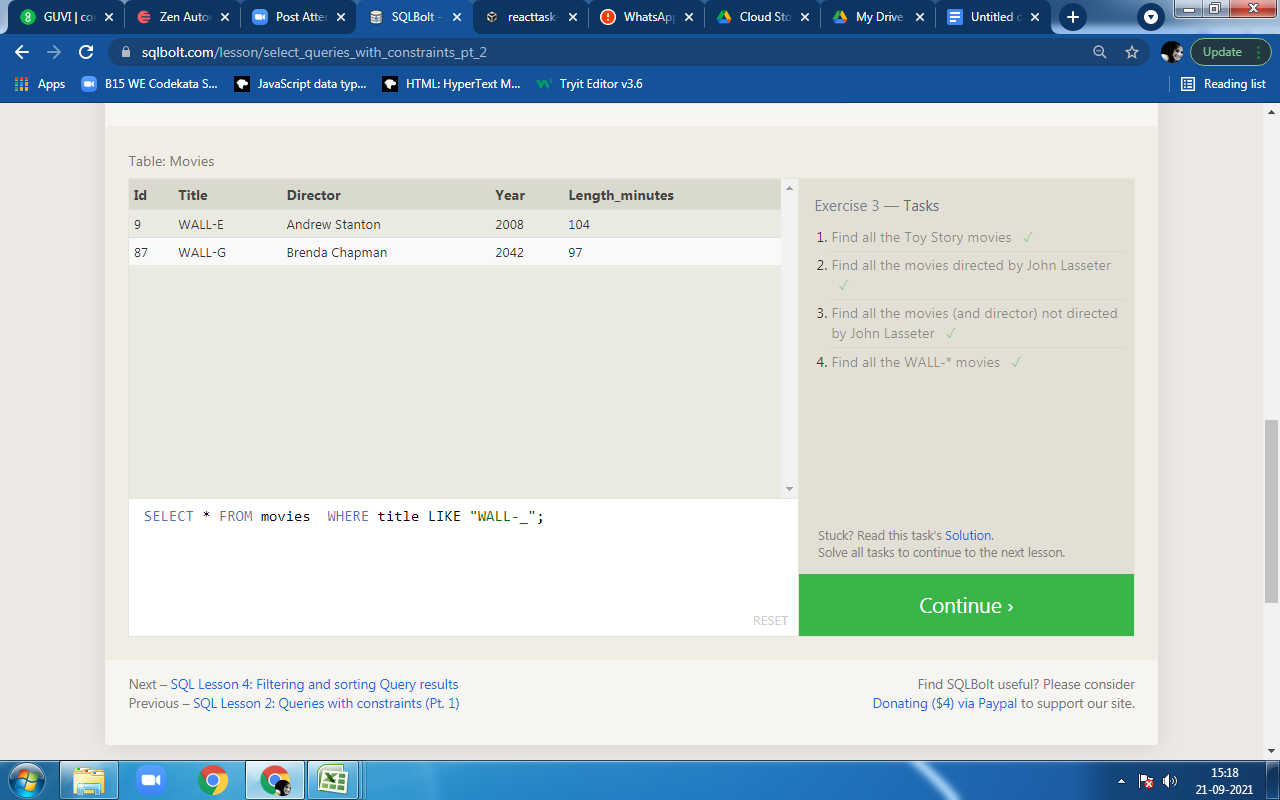 GUVI | co
Zen Auto
Post Atte
SQLBolt -
reacttask-
WhatsApp
Cloud Sto
My Drive
Untitled d
sqlbolt.com/lesson/select_queries_with_constraints_pt_2
Update
Apps
B15 WE Codekata S...
JavaScript data typ...
HTML: HyperText M...
Tryit Editor v3.6
Reading list
Table: Movies
Id Title Director Year Length_minutes
9 WALL-E Andrew Stanton 2008 104
87 WALL-G Brenda Chapman 2042 97
SELECT * FROM movies  WHERE title LIKE "WALL-_";
RESET
Exercise 3 — Tasks
1. Find all the Toy Story movies ✓
2. Find all the movies directed by John Lasseter
✓
3. Find all the movies (and director) not directed
by John Lasseter ✓
4. Find all the WALL-* movies ✓
Stuck? Read this task's Solution.
Solve all tasks to continue to the next lesson.
Continue ›
Next – SQL Lesson 4: Filtering and sorting Query results
Previous – SQL Lesson 2: Queries with constraints (Pt. 1)
Find SQLBolt useful? Please consider
Donating ($4) via Paypal to support our site.
15:18
21-09-2021